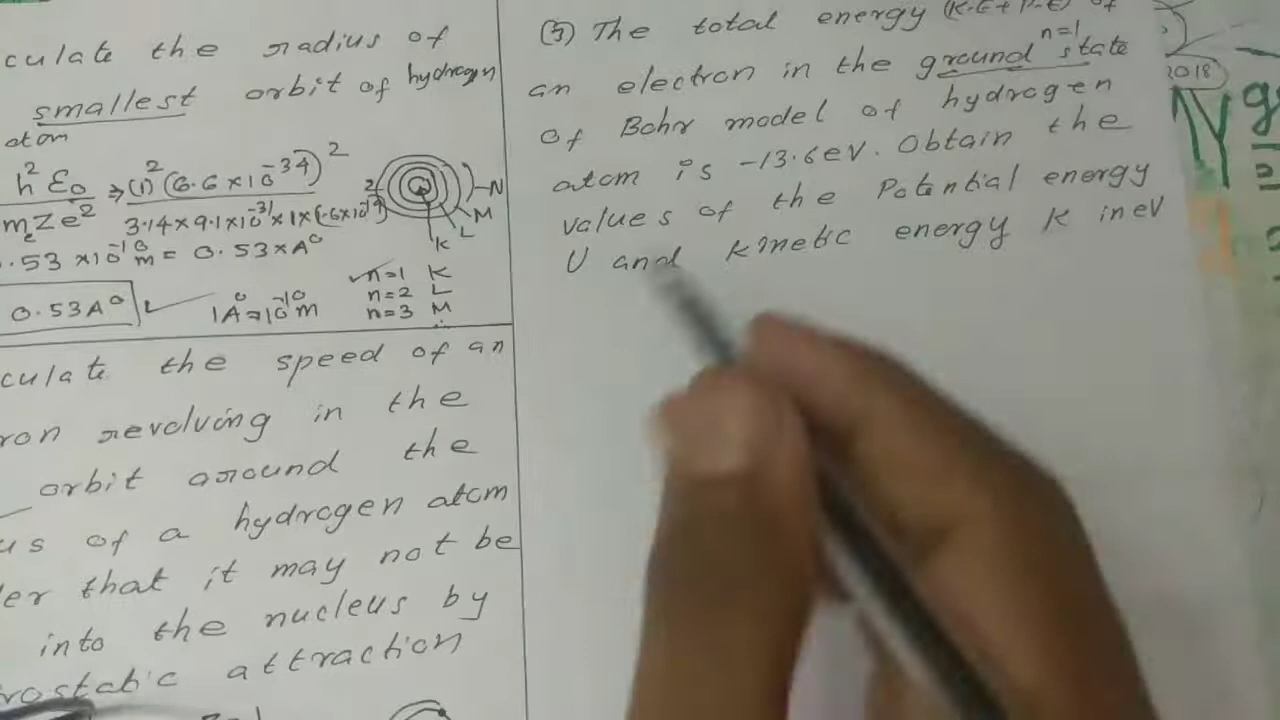 culate the radius of
smallest orbit of hydrogen
atom
h² ε₀ ⇒ (1)² (6.6 × 10⁻³⁴)²
mₑ Z e² 3.14 × 9.1 × 10⁻³¹ × 1 × (1.6 × 10⁻¹⁹
.53 × 10⁻¹⁰ m = 0.53 × A°
0.53 A°
1A° = 10⁻¹⁰ m
N
M
L
K
n=1 K
n=2 L
n=3 M
culate the speed of an
ron revolving in the
orbit around the
us of a hydrogen atom
er that it may not be
into the nucleus by
rostatic attraction
(5) The total energy (K.E + P.E) of
an electron in the ground n=1 state
of Bohr model of hydrogen
atom is -13.6eV. Obtain the
values of the Potential energy
U and kinetic energy K in eV
2018